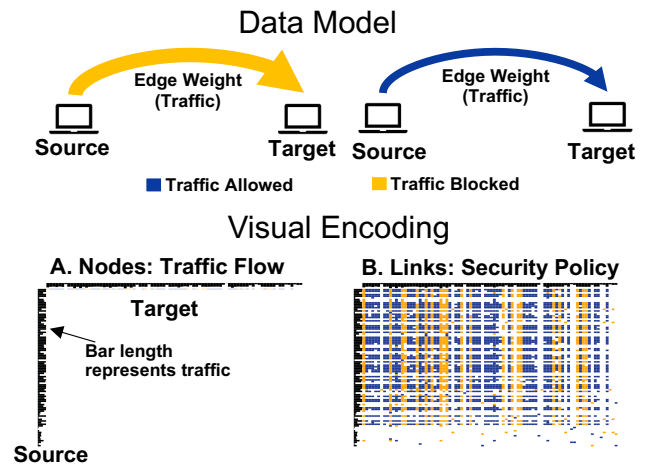 Data Model
Edge Weight
(Traffic)
Source
Target
Edge Weight
(Traffic)
Source
Target
Traffic Allowed
Traffic Blocked
Visual Encoding
A. Nodes: Traffic Flow
Target
Bar length
represents traffic
Source
B. Links: Security Policy